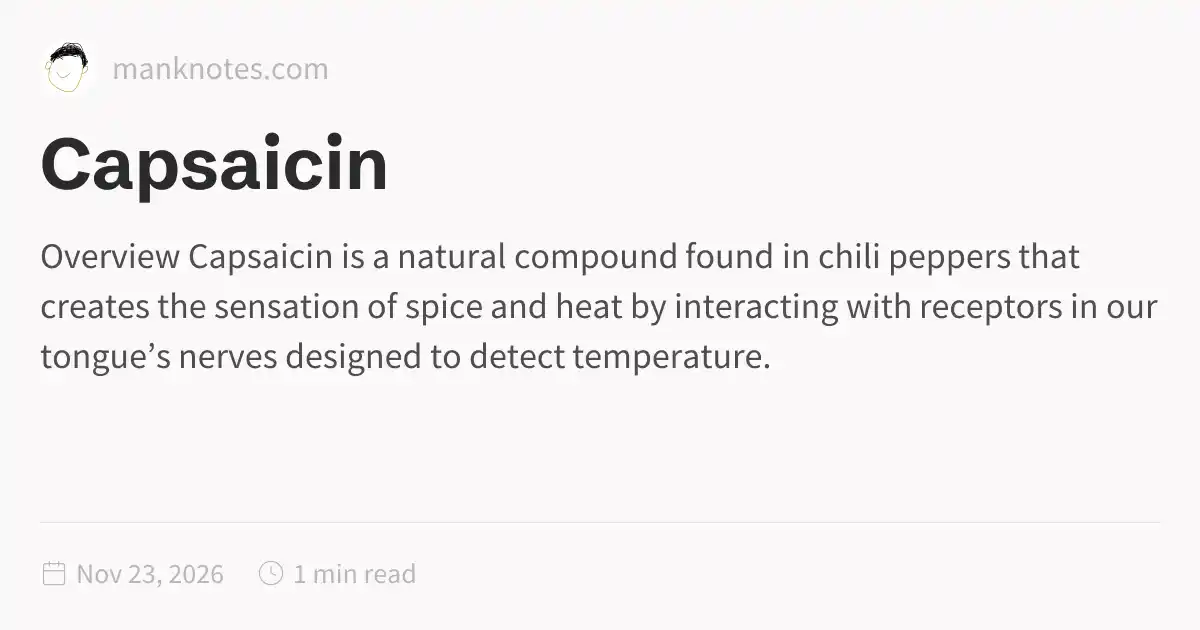 manknotes.com
Capsaicin
Overview Capsaicin is a natural compound found in chili peppers that
creates the sensation of spice and heat by interacting with receptors in our
tongue’s nerves designed to detect temperature.
Nov 23, 2026 1 min read